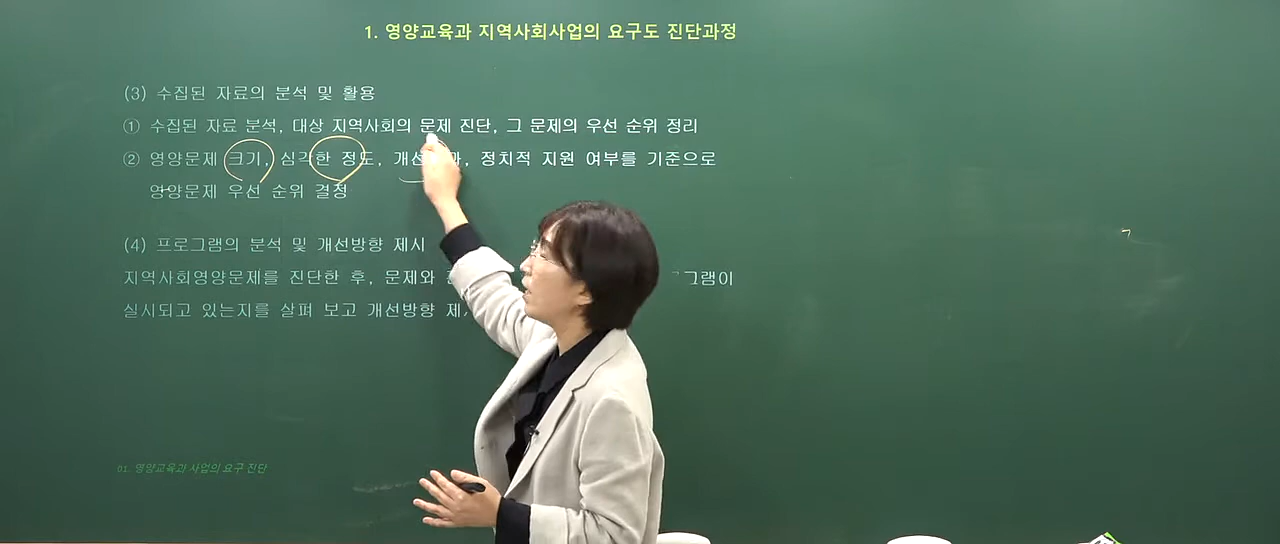 1. 영양교육과 지역사회사업의 요구도 진단과정
(3) 수집된 자료의 분석 및 활용
① 수집된 자료 분석, 대상 지역사회의 문제 진단, 그 문제의 우선 순위 정리
② 영양문제 크기, 심각한 정도, 정치적 지원 여부를 기준으로
영양문제 우선 순위 결정
(4) 프로그램의 분석 및 개선방향 제시
지역사회영양문제를 진단한 후, 문제와
실시되고 있는지를 살펴 보고 개선방향
01. 영양교육과 사업의 요구 진단